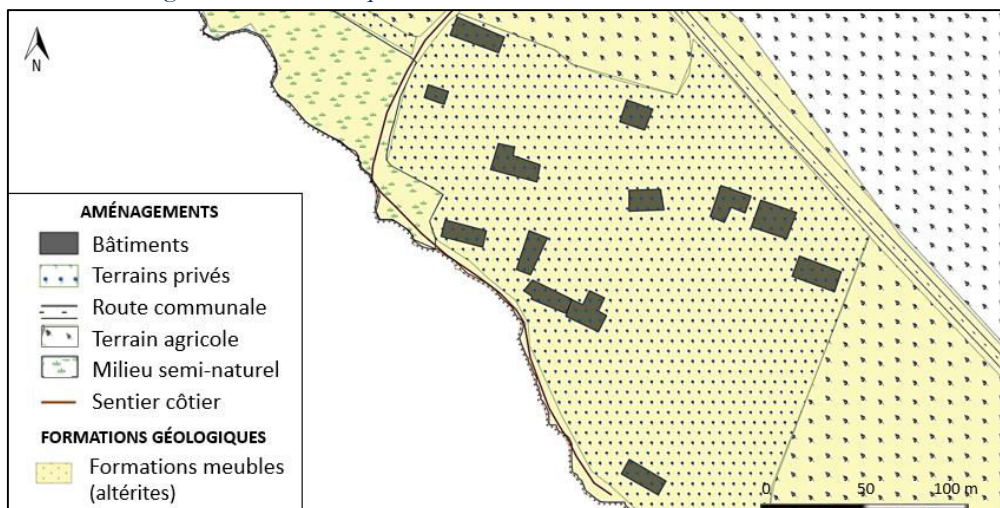 N
AMÉNAGEMENTS
Bâtiments
Terrains privés
Route communale
Terrain agricole
Milieu semi-naturel
Sentier côtier
FORMATIONS GÉOLOGIQUES
Formations meubles
(altérites)
0 50 100 m